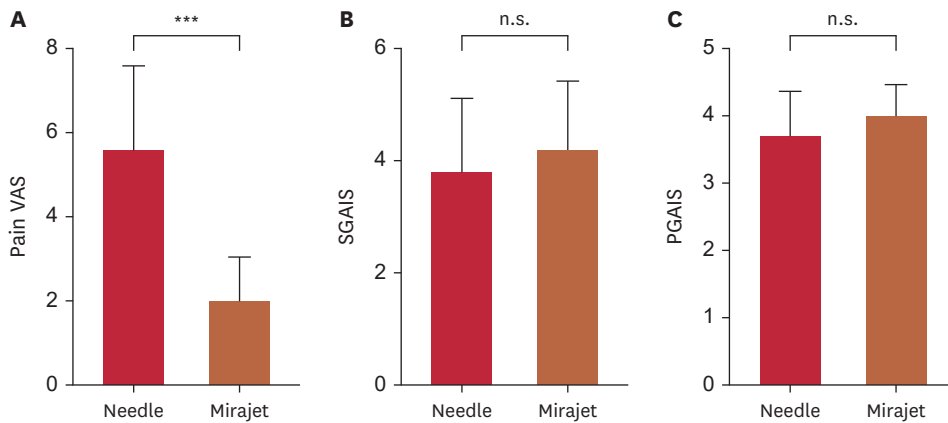 A
***
Pain VAS
8
6
4
2
0
Needle
Mirajet
B
n.s.
SGAIS
6
4
2
0
Needle
Mirajet
C
n.s.
PGAIS
5
4
3
2
1
0
Needle
Mirajet